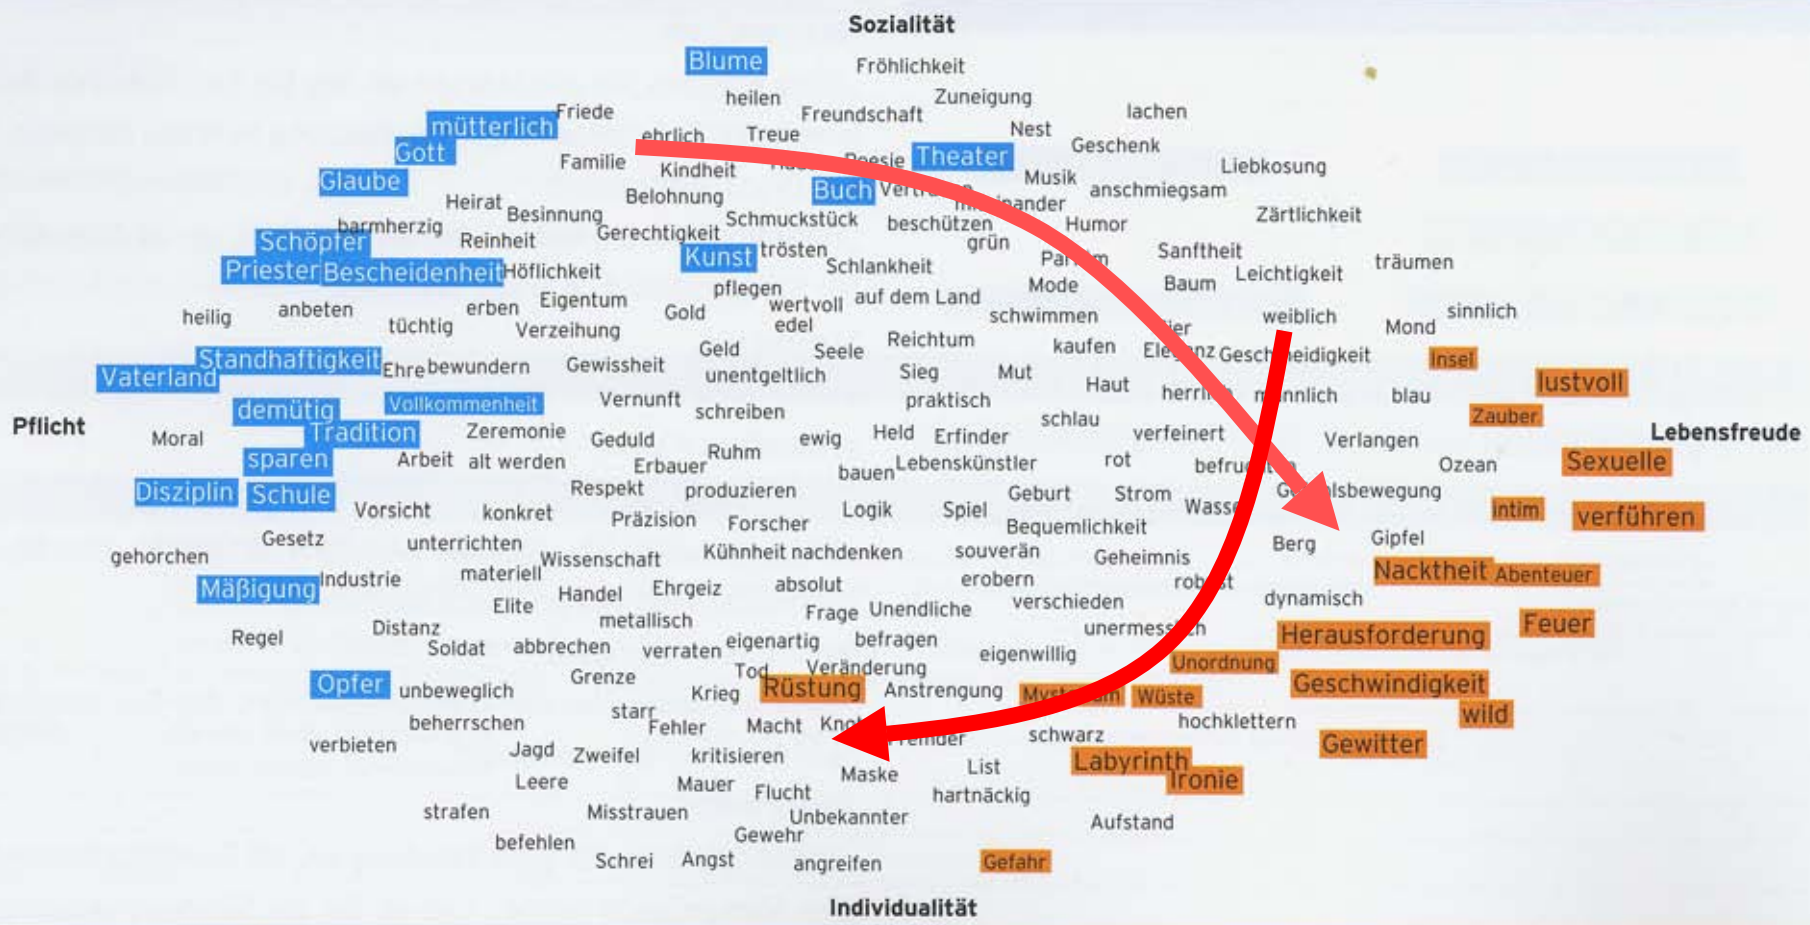 Sozialität
Blume
Fröhlichkeit
heilen
Zuneigung
Friede
Freundschaft
lachen
mütterlich
ehrlich
Treue
Nest
Geschenk
Gott
Familie
Kindheit
Theater
Liebkosung
Glaube
Belohnung
Buch
Musik
anschmiegsam
Heirat
Besinnung
Schmuckstück
beschützen
Humor
Zärtlichkeit
barmherzig
Reinheit
Gerechtigkeit
trösten
grün
Sanftheit
Schöpfer
Kunst
Schlankheit
träumen
Priester
Bescheidenheit
Höflichkeit
Leichtigkeit
pflegen
Mode
Baum
heilig
anbeten
erben
Eigentum
Gold
wertvoll
auf dem Land
schwimmen
weiblich
sinnlich
tüchtig
Verzeihung
edel
Reichtum
Mond
Standhaftigkeit
Ehre
bewundern
Gewissheit
Geld
Seele
kaufen
Eleganz
Geschmeidigkeit
Insel
Vaterland
unentgeltlich
Sieg
Mut
Haut
lustvoll
demütig
Vollkommenheit
Vernunft
schreiben
praktisch
herrlich
männlich
blau
Zauber
Pflicht
Moral
Tradition
Zeremonie
Geduld
ewig
Held
Erfinder
schlau
verfeinert
Verlangen
Lebensfreude
sparen
Arbeit
alt werden
Erbauer
Ruhm
bauen
Lebenskünstler
rot
Ozean
Sexuelle
Disziplin
Schule
Respekt
produzieren
Geburt
Strom
Vorsicht
konkret
Präzision
Forscher
Logik
Spiel
Bequemlichkeit
intim
verführen
Gesetz
unterrichten
gehorchen
Wissenschaft
Kühnheit
nachdenken
souverän
Geheimnis
Berg
Gipfel
Mäßigung
Industrie
materiell
Handel
Ehrgeiz
absolut
erobern
robust
Nacktheit
Abenteuer
Elite
metallisch
Frage
Unendliche
verschieden
dynamisch
Regel
Distanz
Soldat
abbrechen
verraten
eigenartig
befragen
eigenwillig
unermesslich
Herausforderung
Feuer
Opfer
unbeweglich
Grenze
Tod
Veränderung
Unordnung
Krieg
Rüstung
Anstrengung
Mysterium
Wüste
Geschwindigkeit
beherrschen
starr
Fehler
Macht
hochklettern
wild
verbieten
Jagd
Zweifel
kritisieren
Fremder
schwarz
Gewitter
Leere
Mauer
Flucht
Maske
List
Labyrinth
Ironie
hartnäckig
strafen
Misstrauen
Unbekannter
Aufstand
befehlen
Gewehr
Schrei
Angst
angreifen
Gefahr
Individualität